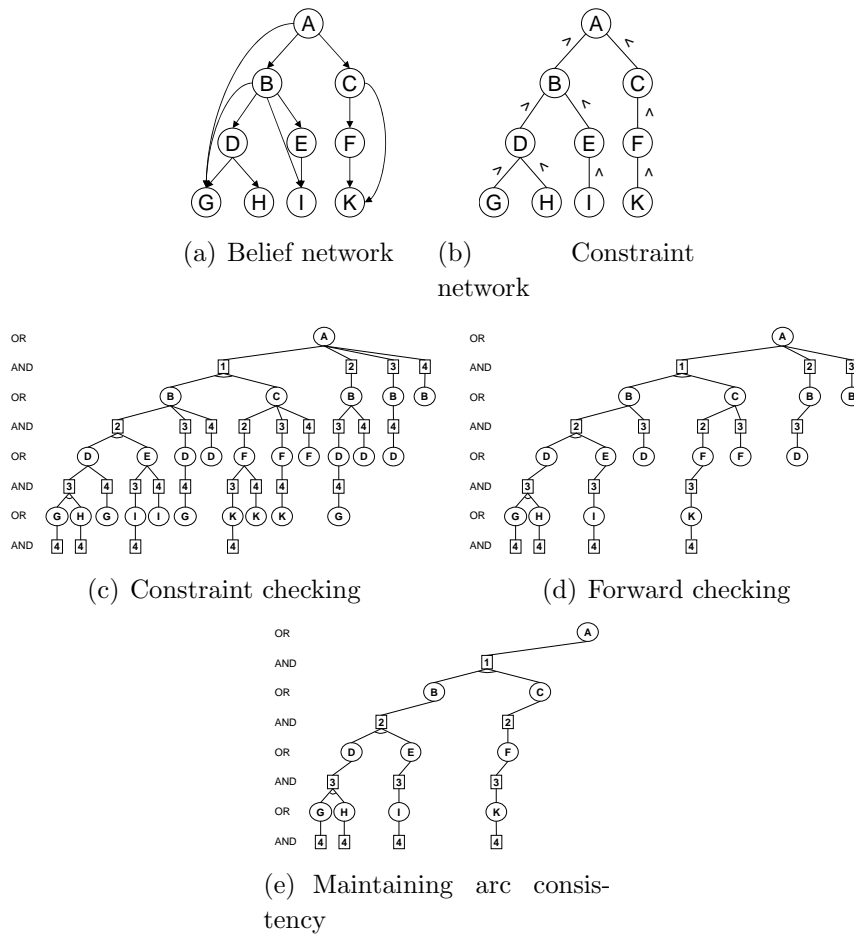 A
B C
D E F
G H I K
(a) Belief network
A
> <
B C
> < ^
D E F
> < ^ ^
G H I K
(b) Constraint
network
OR A
AND 1 2 3 4
OR B C B B B
AND 2 3 4 2 3 4 3 4 4
OR D E D D F F F D D D
AND 3 4 3 4 4 3 4 4 4
OR G H G I I G K K K G
AND 4 4 4 4
(c) Constraint checking
OR A
AND 1 2 3
OR B C B B
AND 2 3 2 3 3
OR D E D F F D
AND 3 3 3
OR G H I K
AND 4 4 4 4
(d) Forward checking
OR A
AND 1
OR B C
AND 2 2
OR D E F
AND 3 3 3
OR G H I K
AND 4 4 4 4
(e) Maintaining arc consis-
tency